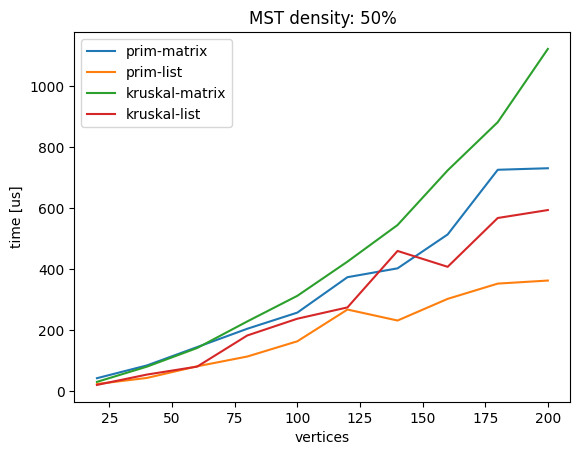 MST density: 50%
prim-matrix
prim-list
kruskal-matrix
kruskal-list
time [us]
1000
800
600
400
200
0
25
50
75
100
125
150
175
200
vertices